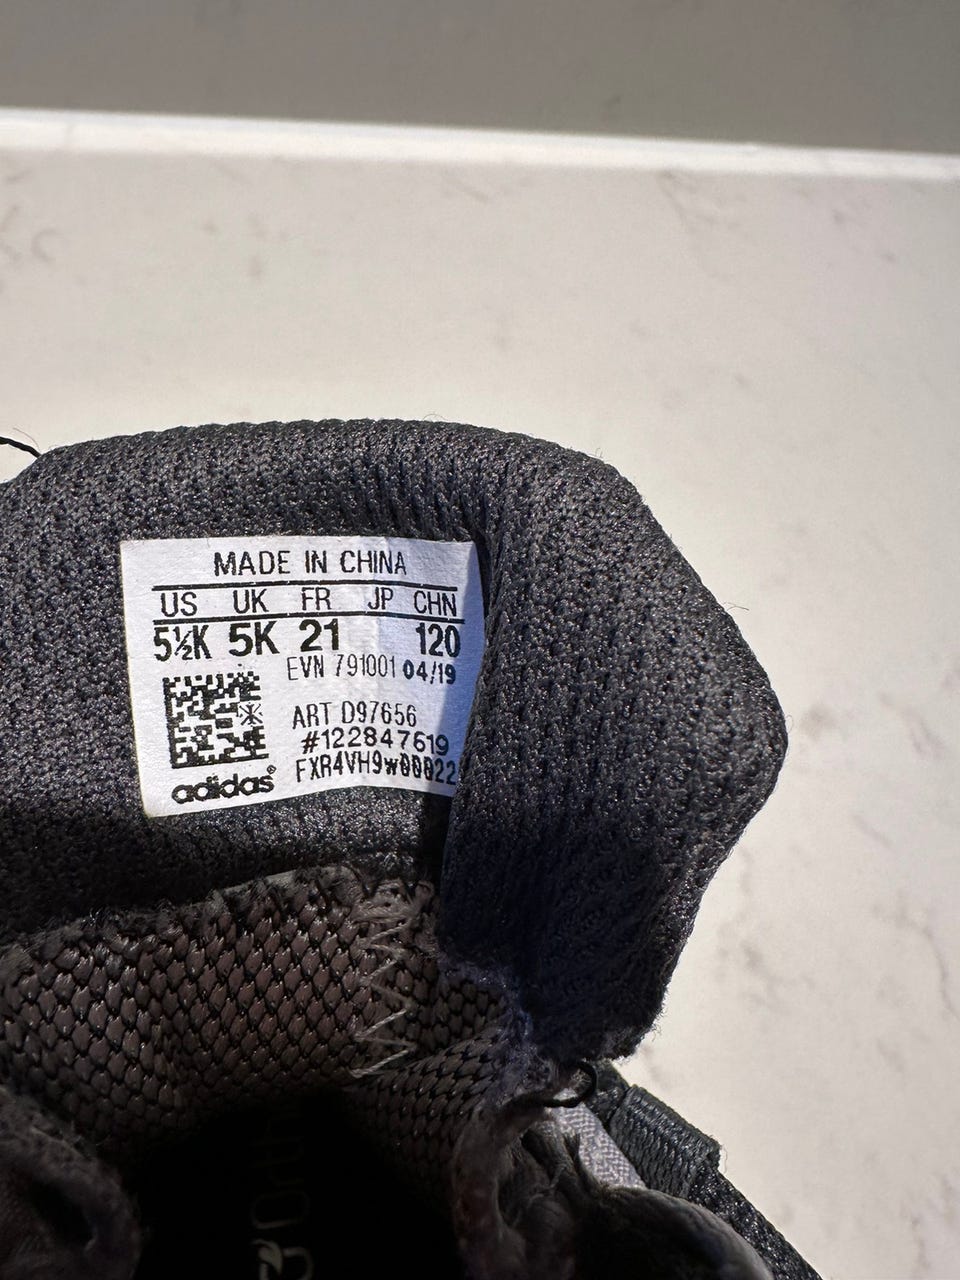 MADE IN CHINA
US UK FR JP CHN
5½K 5K 21 120
EVN 791001 04/19
ART D97656
#122847619
FXR4VH9w00022
adidas®